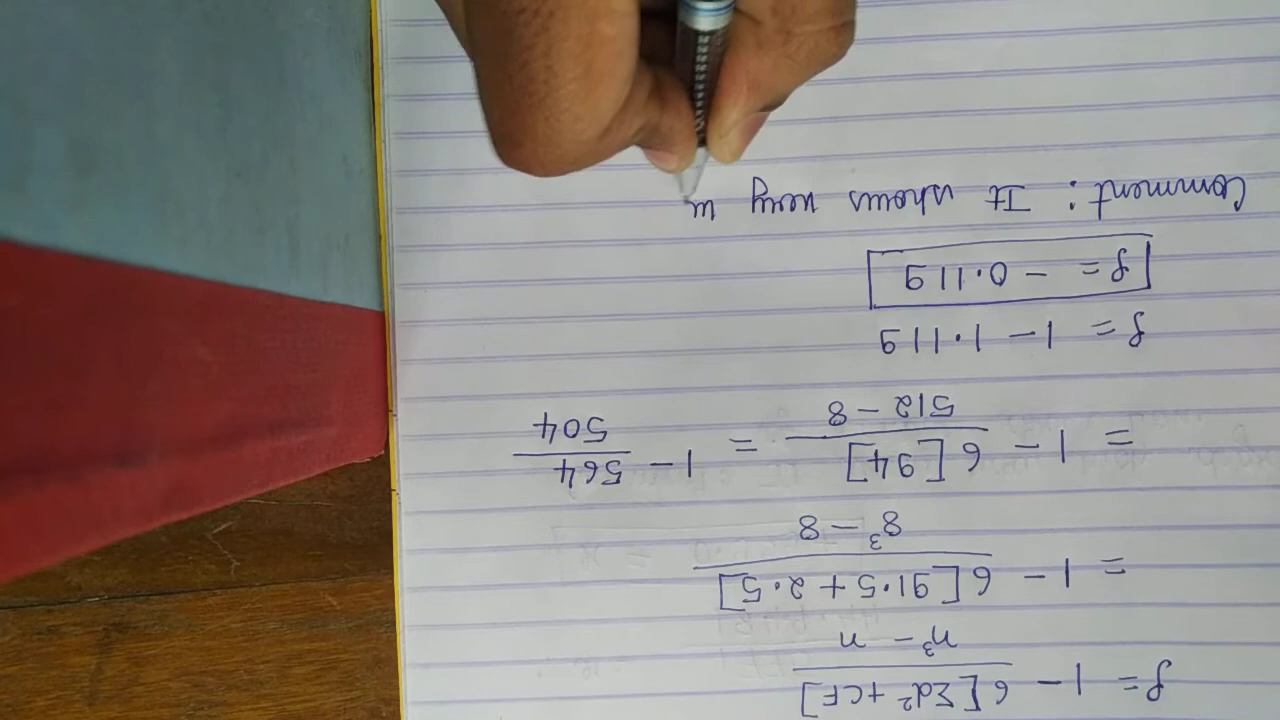 ρ = 1 - 6[Σd²+CF] / n³ - n
= 1 - 6[91.5 + 2.5] / 8³ - 8
= 1 - 6[94] / 512 - 8 = 1 - 564 / 504
ρ = 1 - 1.119
ρ = - 0.119
Comment : It shows very